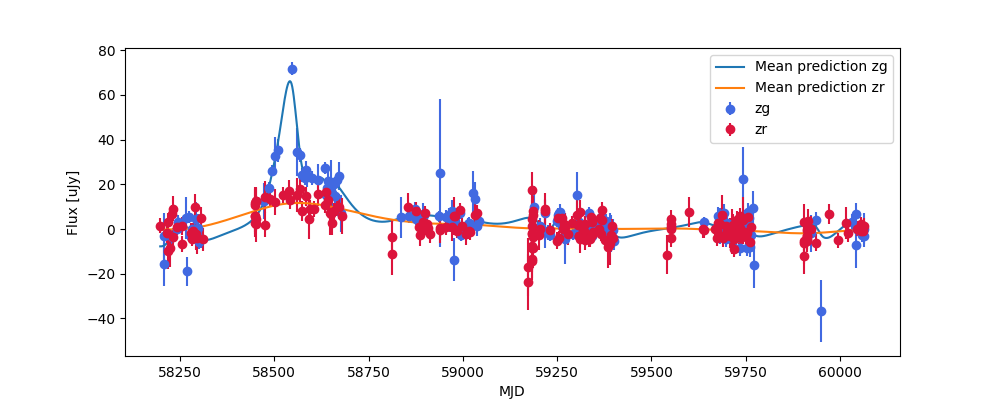 80
60
40
20
0
−20
−40
Flux [uJy]
58250
58500
58750
59000
59250
59500
59750
60000
MJD
Mean prediction zg
Mean prediction zr
zg
zr